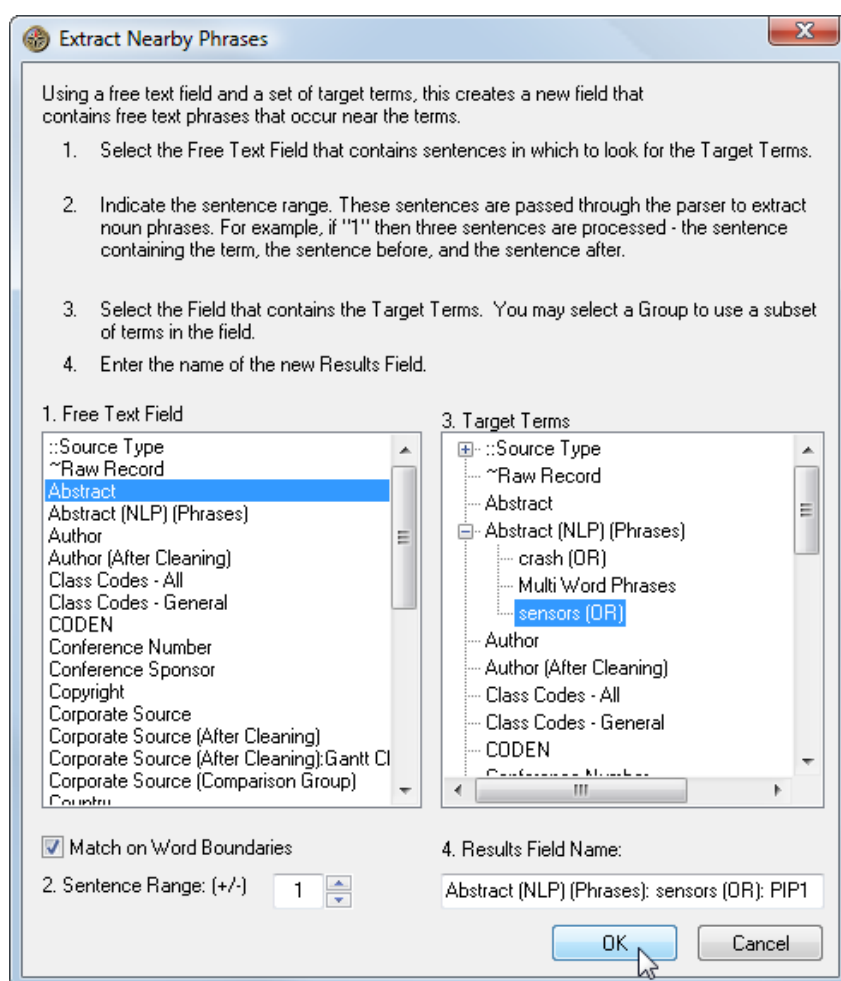 Extract Nearby Phrases
Using a free text field and a set of target terms, this creates a new field that
contains free text phrases that occur near the terms.
1. Select the Free Text Field that contains sentences in which to look for the Target Terms.
2. Indicate the sentence range. These sentences are passed through the parser to extract
noun phrases. For example, if "1" then three sentences are processed - the sentence
containing the term, the sentence before, and the sentence after.
3. Select the Field that contains the Target Terms. You may select a Group to use a subset
of terms in the field.
4. Enter the name of the new Results Field.
1. Free Text Field
::Source Type
~Raw Record
Abstract
Abstract (NLP) (Phrases)
Author
Author (After Cleaning)
Class Codes - All
Class Codes - General
CODEN
Conference Number
Conference Sponsor
Copyright
Corporate Source
Corporate Source (After Cleaning)
Corporate Source (After Cleaning):Gantt Cl
Corporate Source (Comparison Group)
Country
3. Target Terms
::Source Type
~Raw Record
Abstract
Abstract (NLP) (Phrases)
crash (OR)
Multi Word Phrases
sensors (OR)
Author
Author (After Cleaning)
Class Codes - All
Class Codes - General
CODEN
Conference Number
Match on Word Boundaries
2. Sentence Range: (+/-) 1
4. Results Field Name:
Abstract (NLP) (Phrases): sensors (OR): PIP1
OK
Cancel